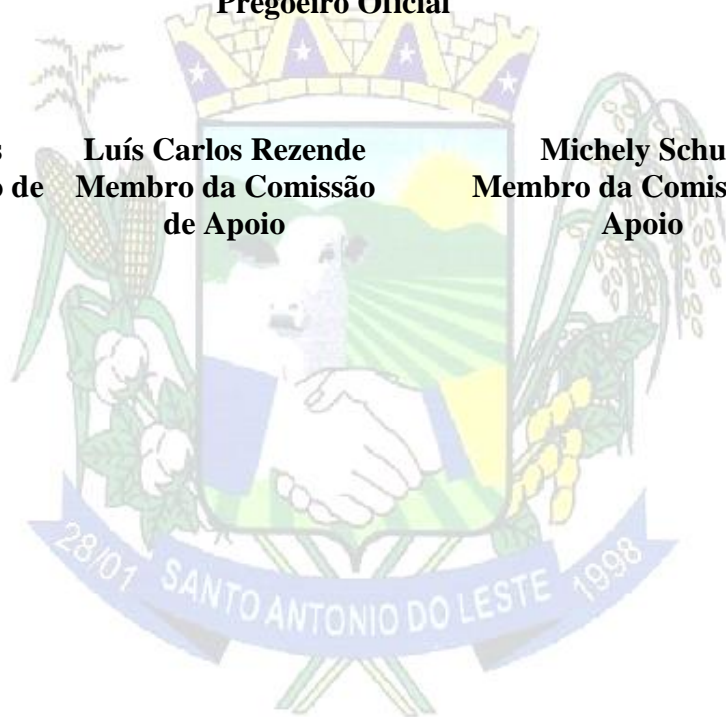 Pregoeiro Oficial
s Luís Carlos Rezende Michely Schu
o de Membro da Comissão Membro da Comis
de Apoio Apoio
28/01 SANTO ANTONIO DO LESTE 1998